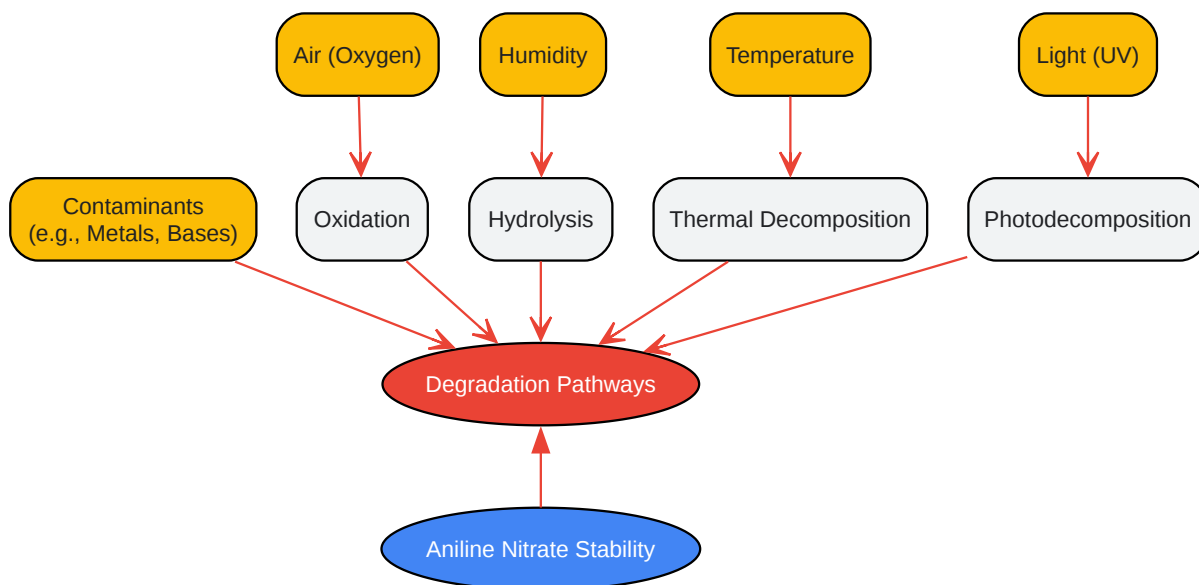 Air (Oxygen)
Humidity
Temperature
Light (UV)
Contaminants
(e.g., Metals, Bases)
Oxidation
Hydrolysis
Thermal Decomposition
Photodecomposition
Degradation Pathways
Aniline Nitrate Stability